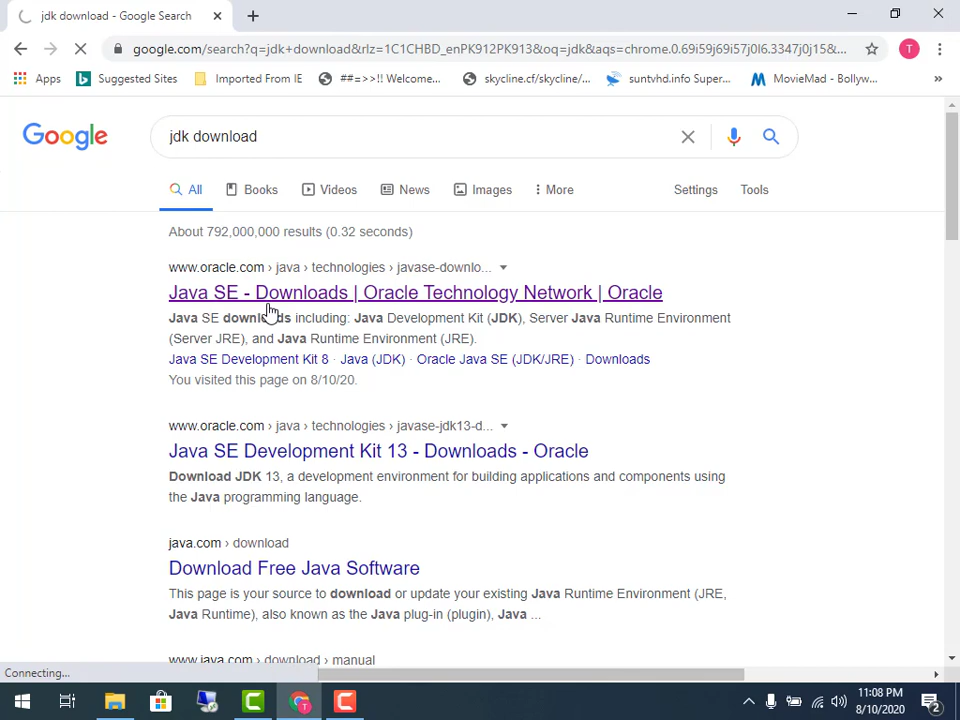 jdk download - Google Search
google.com/search?q=jdk+download&rlz=1C1CHBD_enPK912PK913&oq=jdk&aqs=chrome.0.69i59j69i57j0l6.3347j0j15&...
T
Apps
Suggested Sites
Imported From IE
##=>>!! Welcome...
skycline.cf/skycline/...
suntvhd.info Super...
MovieMad - Bollyw...
»
Google
jdk download
All
Books
Videos
News
Images
More
Settings
Tools
About 792,000,000 results (0.32 seconds)
www.oracle.com › java › technologies › javase-downlo...
Java SE - Downloads | Oracle Technology Network | Oracle
Java SE downloads including: Java Development Kit (JDK), Server Java Runtime Environment
(Server JRE), and Java Runtime Environment (JRE).
Java SE Development Kit 8 · Java (JDK) · Oracle Java SE (JDK/JRE) · Downloads
You visited this page on 8/10/20.
www.oracle.com › java › technologies › javase-jdk13-d...
Java SE Development Kit 13 - Downloads - Oracle
Download JDK 13, a development environment for building applications and components using
the Java programming language.
java.com › download
Download Free Java Software
This page is your source to download or update your existing Java Runtime Environment (JRE,
Java Runtime), also known as the Java plug-in (plugin), Java ...
www.java.com › download › manual
Connecting...
11:08 PM
8/10/2020
2